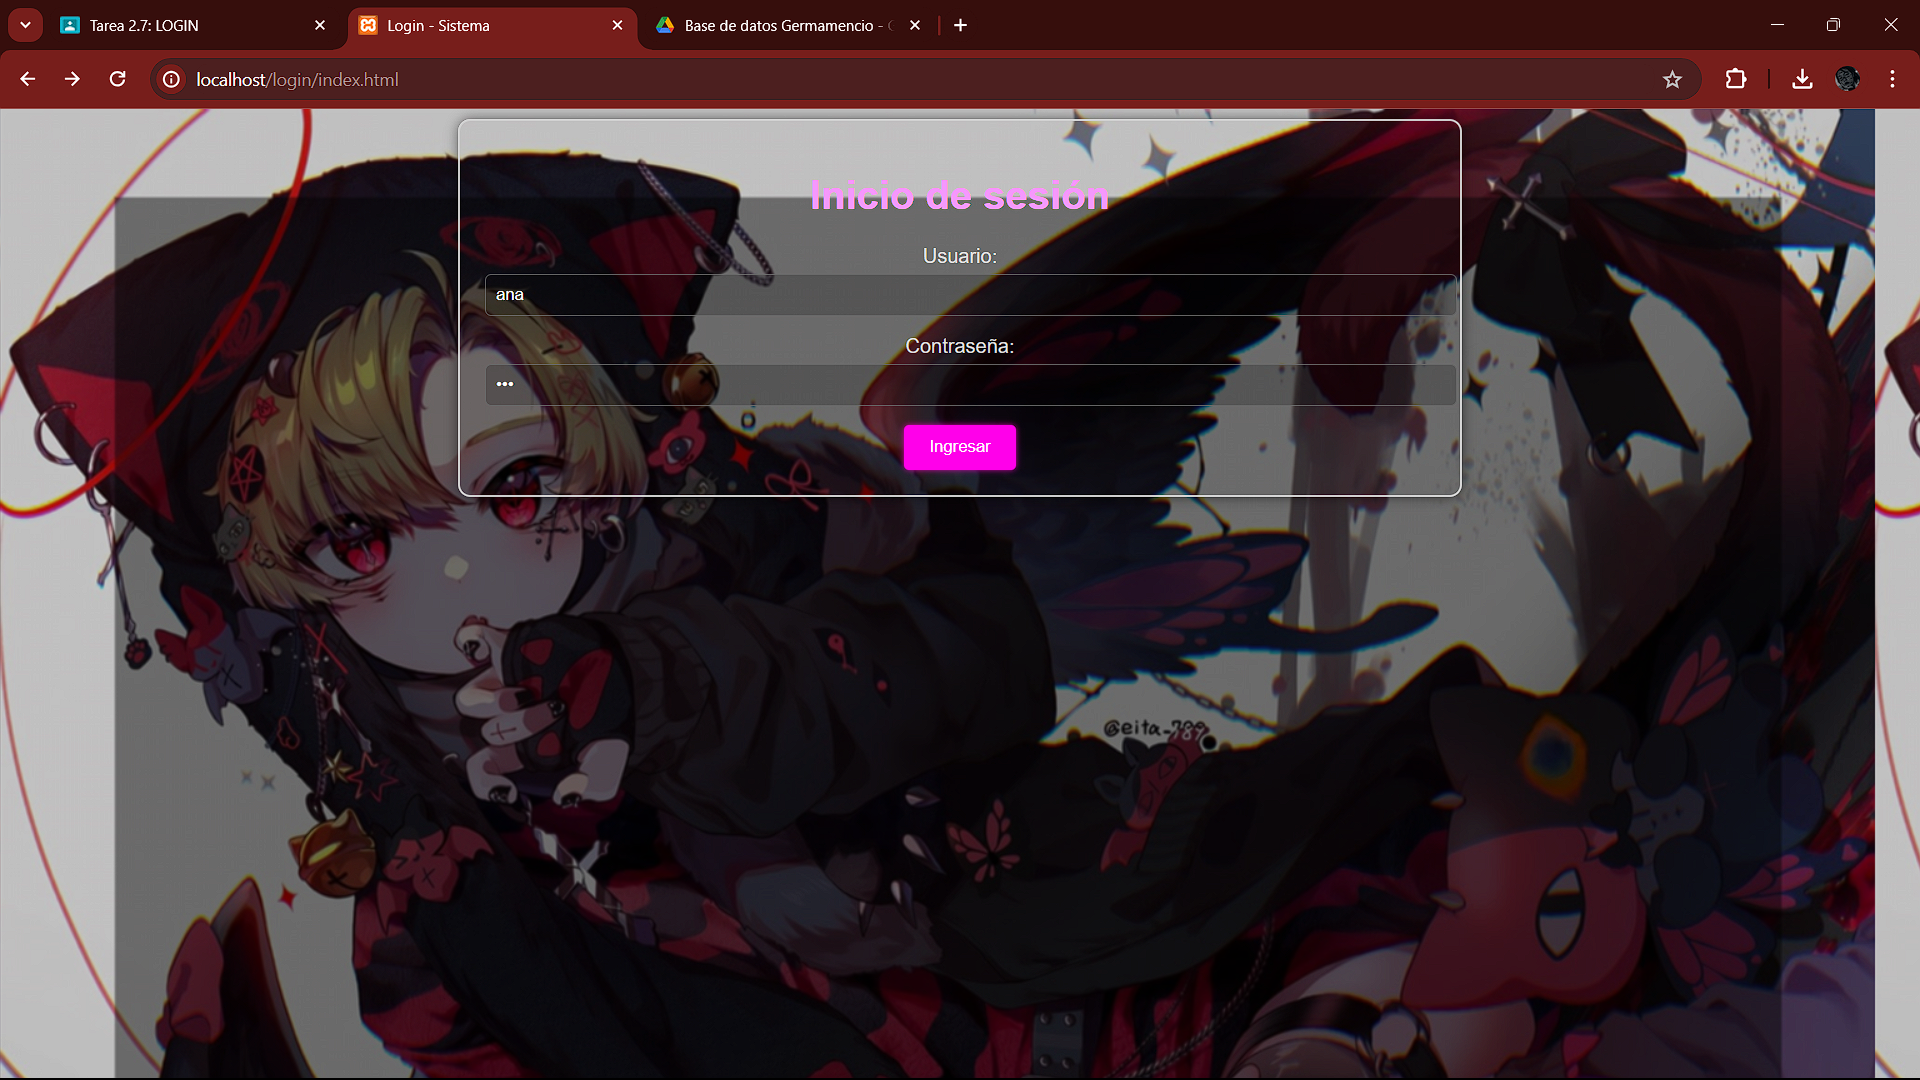 Tarea 2.7: LOGIN
Login - Sistema
Base de datos Germamencio -
localhost/login/index.html
Inicio de sesión
Usuario:
ana
Contraseña:
•••
Ingresar
@eita_789